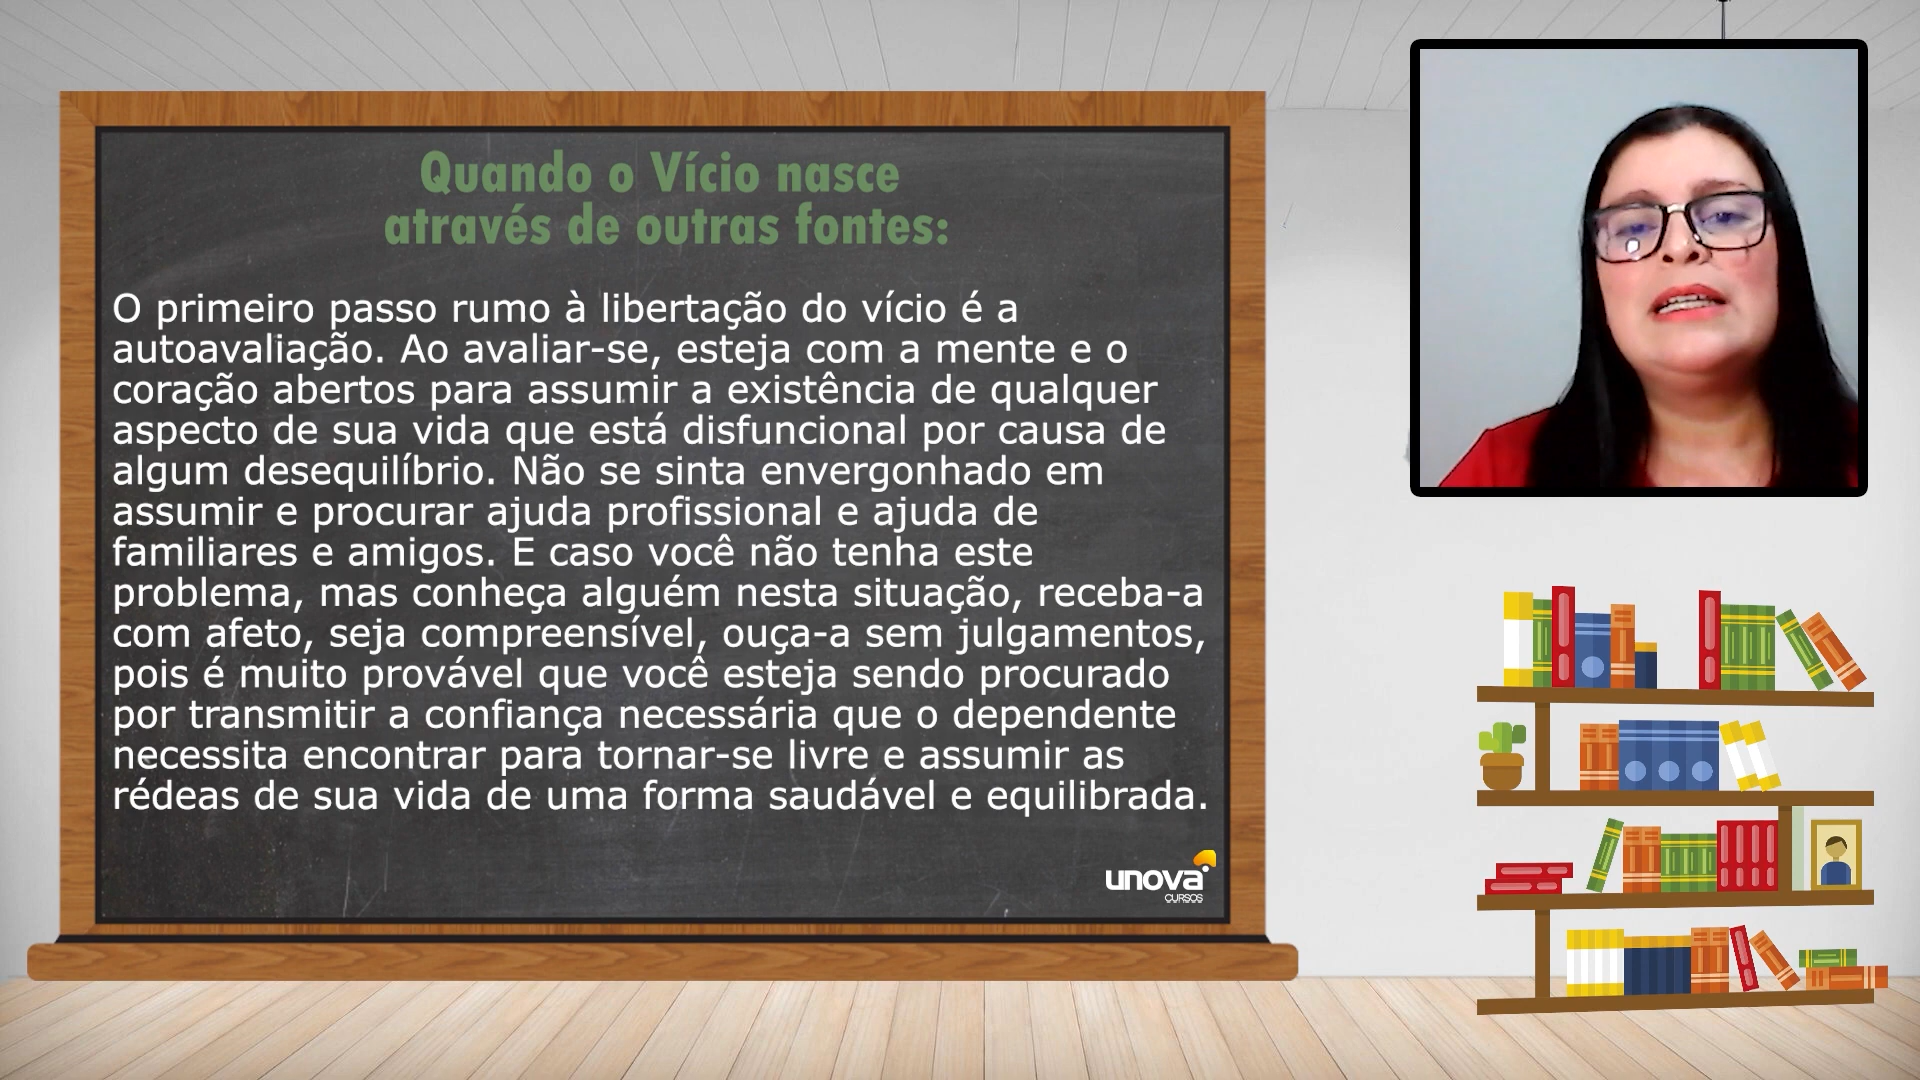 Quando o Vício nasce
através de outras fontes:
O primeiro passo rumo à libertação do vício é a
autoavaliação. Ao avaliar-se, esteja com a mente e o
coração abertos para assumir a existência de qualquer
aspecto de sua vida que está disfuncional por causa de
algum desequilíbrio. Não se sinta envergonhado em
assumir e procurar ajuda profissional e ajuda de
familiares e amigos. E caso você não tenha este
problema, mas conheça alguém nesta situação, receba-a
com afeto, seja compreensível, ouça-a sem julgamentos,
pois é muito provável que você esteja sendo procurado
por transmitir a confiança necessária que o dependente
necessita encontrar para tornar-se livre e assumir as
rédeas de sua vida de uma forma saudável e equilibrada.
unova
CURSOS